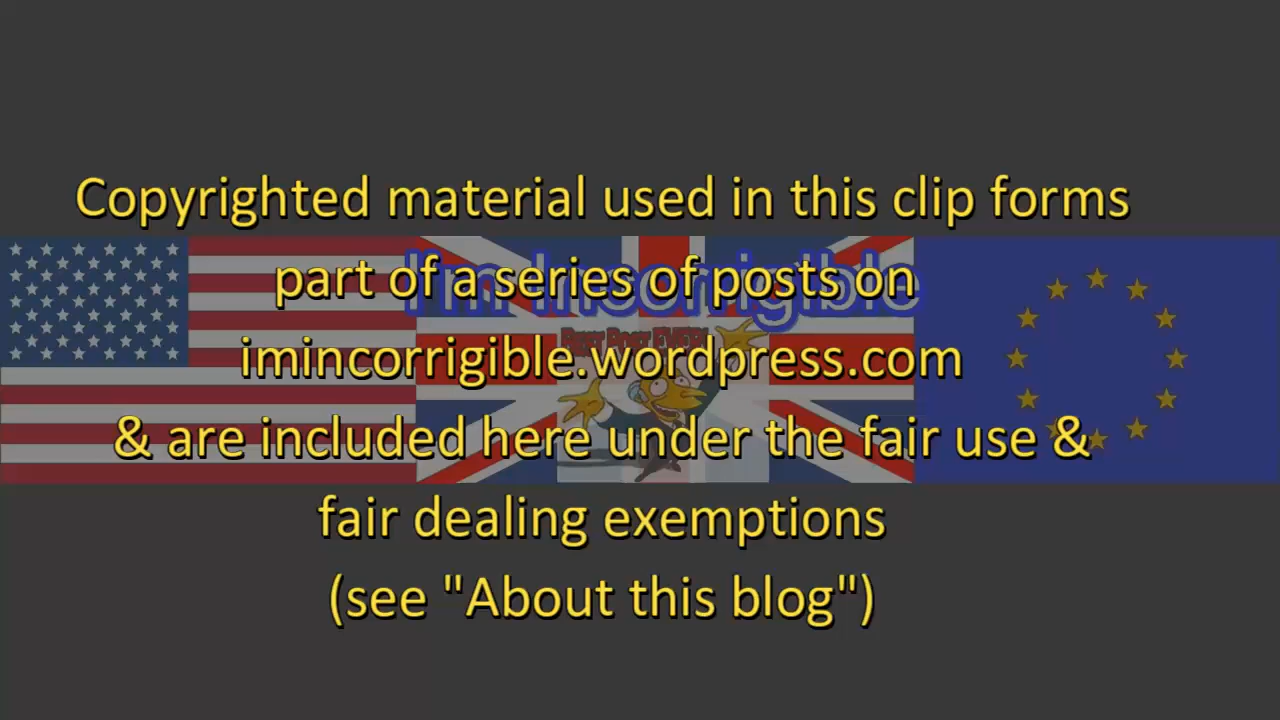 Copyrighted material used in this clip forms
part of a series of posts on
I'm Incorrigible
imincorrigible.wordpress.com
& are included here under the fair use &
fair dealing exemptions
(see "About this blog")